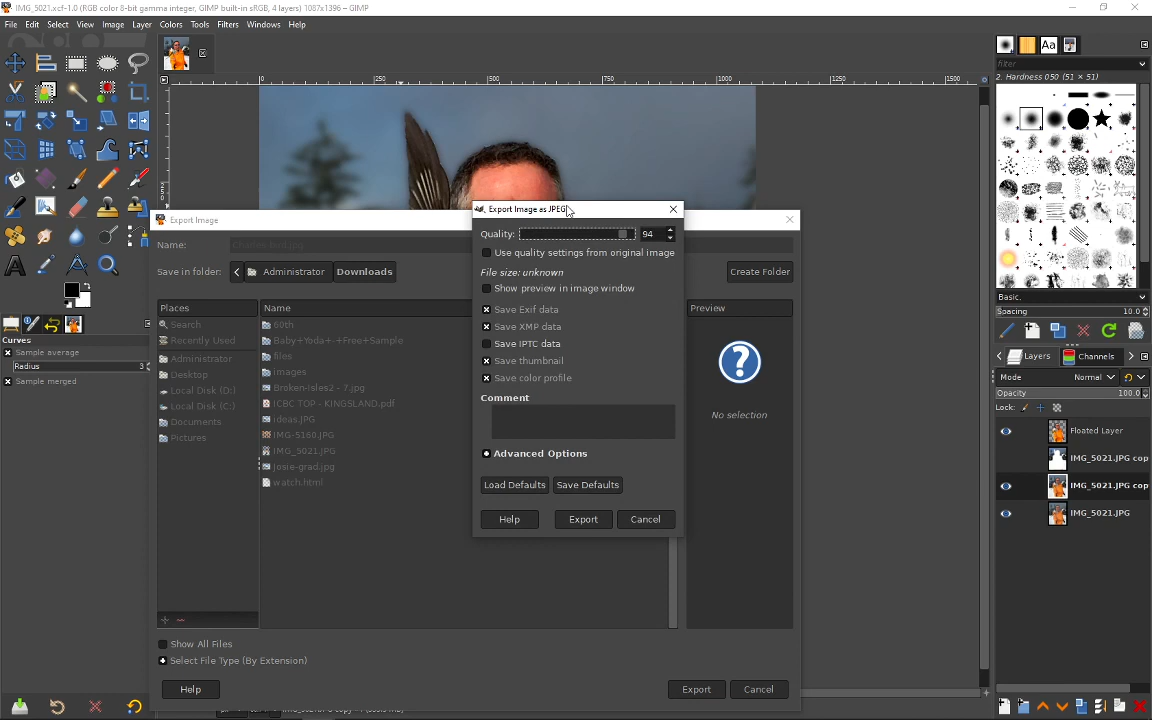 IMG_5021.xcf-1.0 (RGB color 8-bit gamma integer, GIMP built-in sRGB, 4 layers) 1087x1396 – GIMP
File Edit Select View Image Layer Colors Tools Filters Windows Help
0 250 500 750 1000 1250 1500
250
filter
2. Hardness 050 (51 × 51)
Basic.
Spacing 10.0
Layers Channels
Mode Normal
Opacity 100.0
Lock:
Floated Layer
IMG_5021.JPG cop
IMG_5021.JPG cop
IMG_5021.JPG
Curves
Sample average
Radius 3
Sample merged
Export Image
Name:
Save in folder: Administrator Downloads Create Folder
Places
Search
Recently Used
Administrator
Desktop
Local Disk (D:)
Local Disk (C:)
Documents
Pictures
Name
60th
Baby+Yoda+-+Free+Sample
files
images
Broken-Isles2 - 7.jpg
ICBC TOP - KINGSLAND.pdf
ideas.JPG
IMG-5160.JPG
IMG_5021.JPG
Josie-grad.jpg
watch.html
Preview
No selection
Show All Files
Select File Type (By Extension)
Help Export Cancel
Export Image as JPEG
Quality: 94
Use quality settings from original image
File size: unknown
Show preview in image window
Save Exif data
Save XMP data
Save IPTC data
Save thumbnail
Save color profile
Comment
Advanced Options
Load Defaults Save Defaults
Help Export Cancel